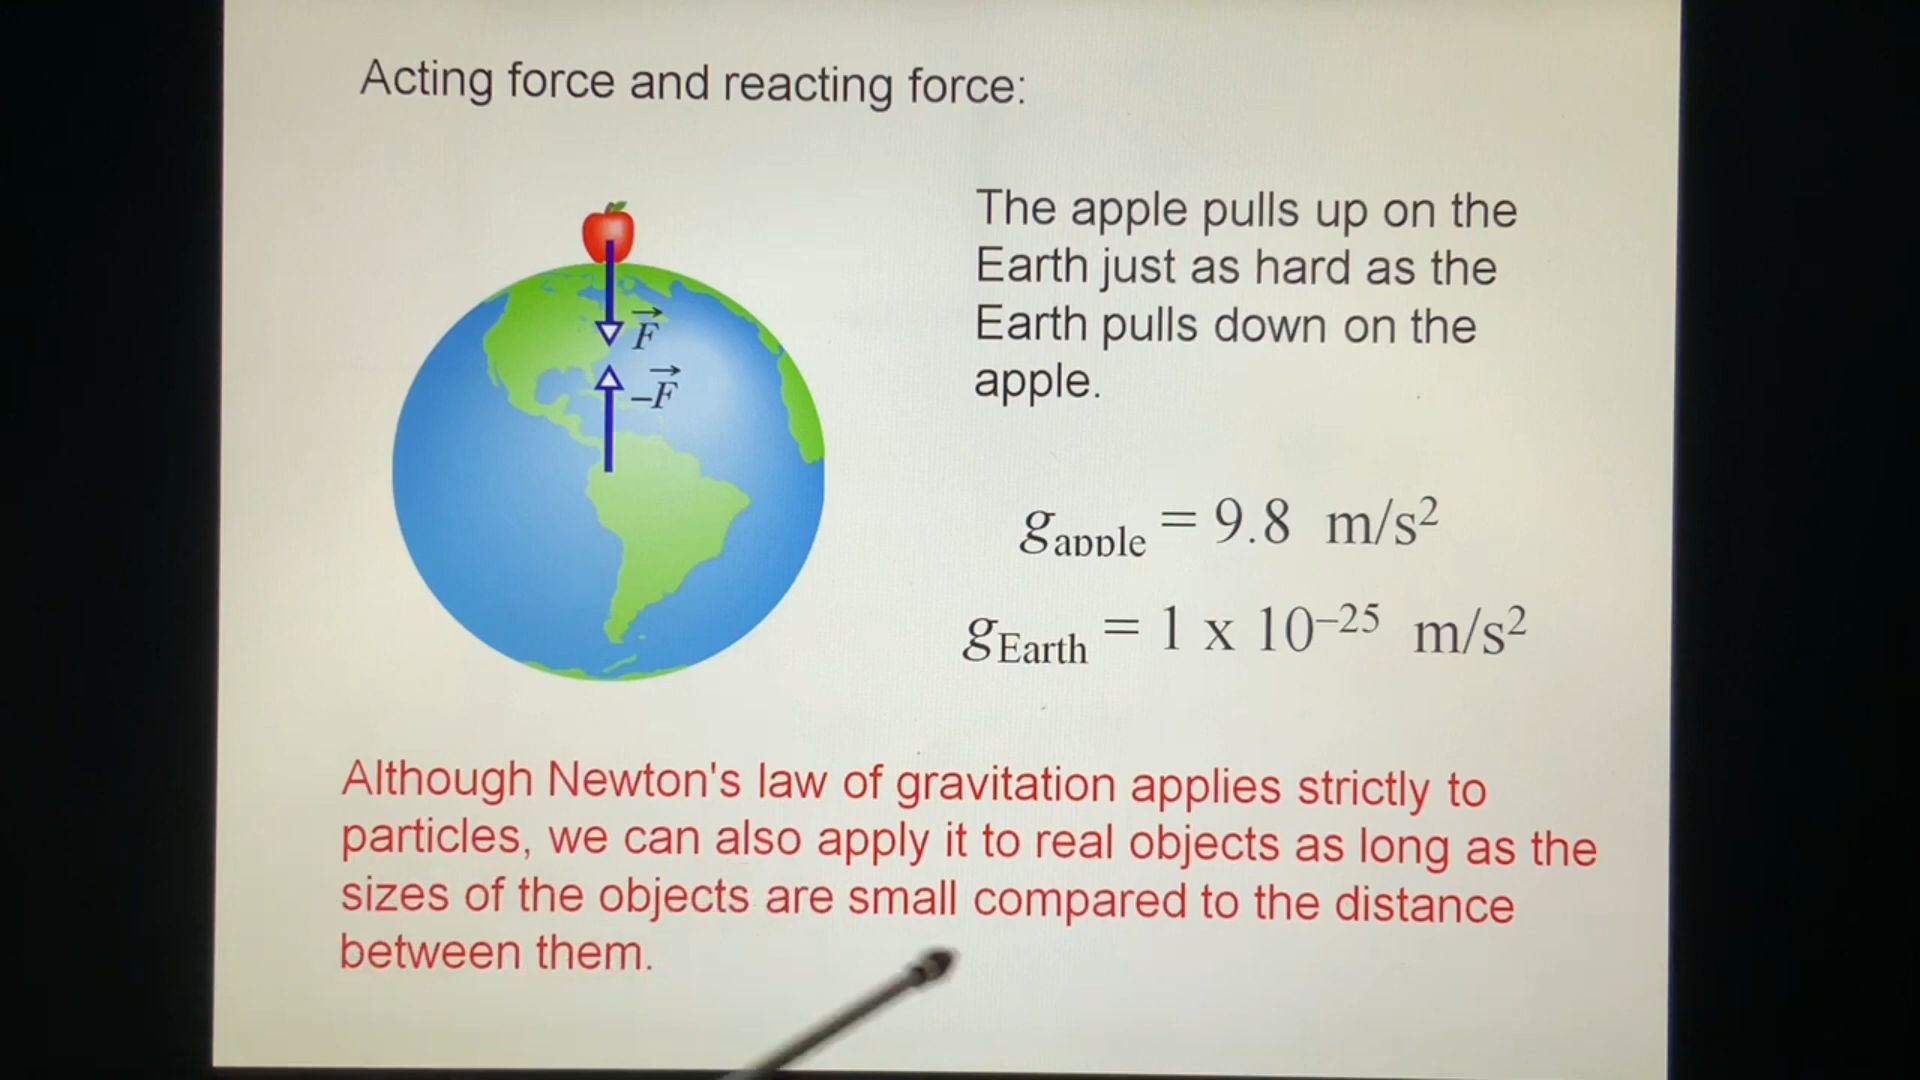 Acting force and reacting force:
The apple pulls up on the
Earth just as hard as the
Earth pulls down on the
apple.
F⃗
–F⃗
g_apple = 9.8 m/s²
g_Earth = 1 x 10⁻²⁵ m/s²
Although Newton's law of gravitation applies strictly to
particles, we can also apply it to real objects as long as the
sizes of the objects are small compared to the distance
between them.